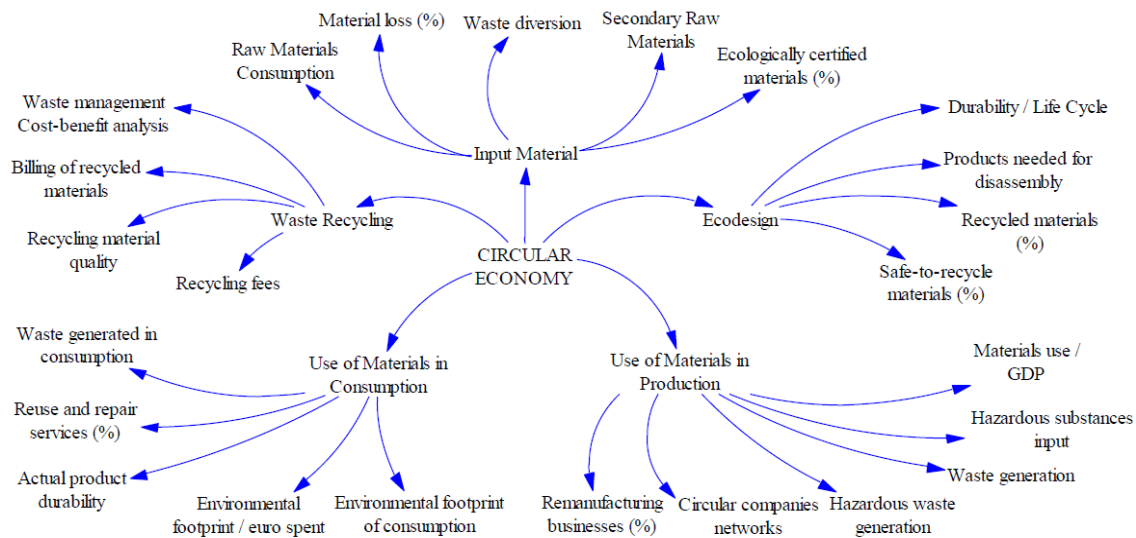 Material loss (%)
Waste diversion
Secondary Raw
Materials
Raw Materials
Consumption
Ecologically certified
materials (%)
Waste management
Cost-benefit analysis
Durability / Life Cycle
Input Material
Billing of recycled
materials
Products needed for
disassembly
Waste Recycling
Ecodesign
Recycled materials
(%)
Recycling material
quality
CIRCULAR
ECONOMY
Recycling fees
Safe-to-recycle
materials (%)
Waste generated in
consumption
Use of Materials in
Consumption
Use of Materials in
Production
Materials use /
GDP
Reuse and repair
services (%)
Hazardous substances
input
Actual product
durability
Waste generation
Environmental
footprint / euro spent
Environmental footprint
of consumption
Remanufacturing
businesses (%)
Circular companies
networks
Hazardous waste
generation